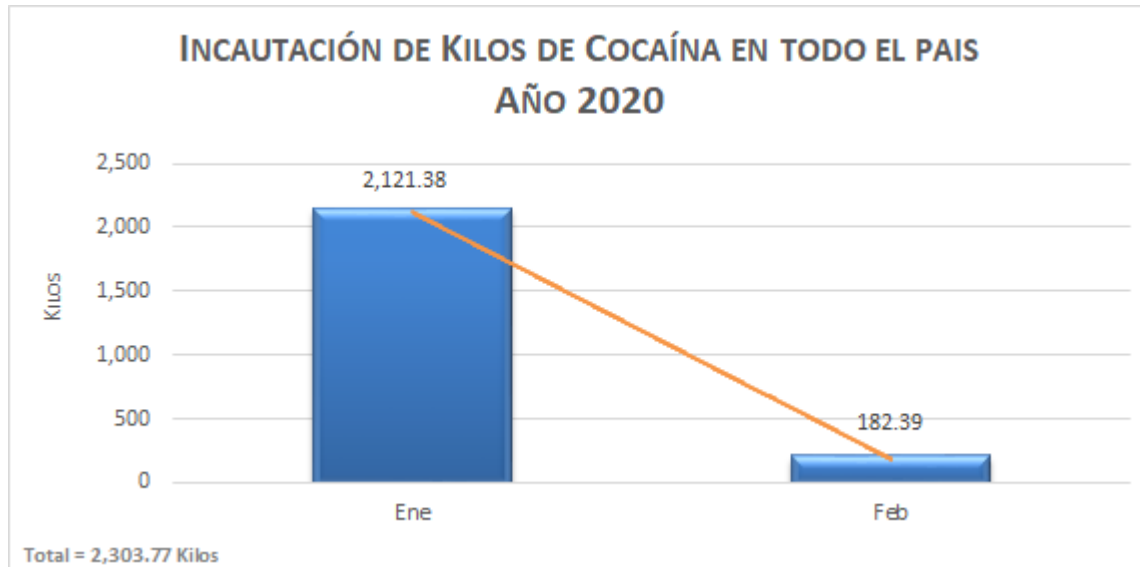 INCAUTACIÓN DE KILOS DE COCAÍNA EN TODO EL PAIS
AÑO 2020
2,500
2,121.38
2,000
KILOS
1,500
1,000
500
182.39
0
Ene
Feb
Total = 2,303.77 Kilos